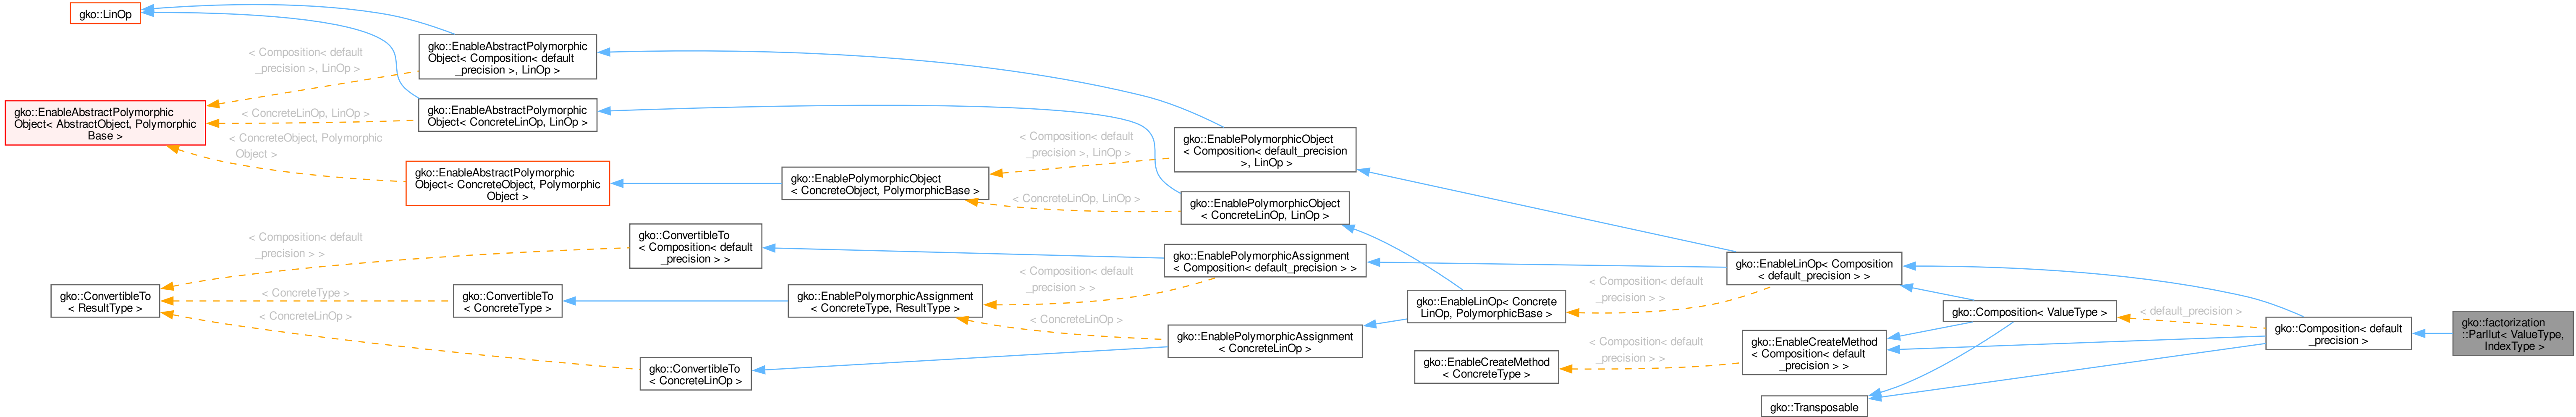 gko::LinOp
gko::EnableAbstractPolymorphic
Object< Composition< default
_precision >, LinOp >
< Composition< default
_precision >, LinOp >
gko::EnableAbstractPolymorphic
Object< AbstractObject, Polymorphic
Base >
< ConcreteLinOp, LinOp >
gko::EnableAbstractPolymorphic
Object< ConcreteLinOp, LinOp >
< ConcreteObject, Polymorphic
Object >
gko::EnableAbstractPolymorphic
Object< ConcreteObject, Polymorphic
Object >
gko::EnablePolymorphicObject
< ConcreteObject, PolymorphicBase >
< Composition< default
_precision >, LinOp >
gko::EnablePolymorphicObject
< Composition< default_precision
>, LinOp >
< ConcreteLinOp, LinOp >
gko::EnablePolymorphicObject
< ConcreteLinOp, LinOp >
< Composition< default
_precision > >
gko::ConvertibleTo
< Composition< default
_precision > >
gko::EnablePolymorphicAssignment
< Composition< default_precision > >
gko::EnableLinOp< Composition
< default_precision > >
gko::ConvertibleTo
< ResultType >
< ConcreteType >
gko::ConvertibleTo
< ConcreteType >
gko::EnablePolymorphicAssignment
< ConcreteType, ResultType >
< Composition< default
_precision > >
< ConcreteLinOp >
gko::EnableLinOp< Concrete
LinOp, PolymorphicBase >
< Composition< default
_precision > >
gko::Composition< ValueType >
< default_precision >
gko::Composition< default
_precision >
gko::factorization
::ParIlut< ValueType,
IndexType >
< ConcreteLinOp >
gko::EnablePolymorphicAssignment
< ConcreteLinOp >
gko::ConvertibleTo
< ConcreteLinOp >
gko::EnableCreateMethod
< ConcreteType >
< Composition< default
_precision > >
gko::EnableCreateMethod
< Composition< default
_precision > >
gko::Transposable